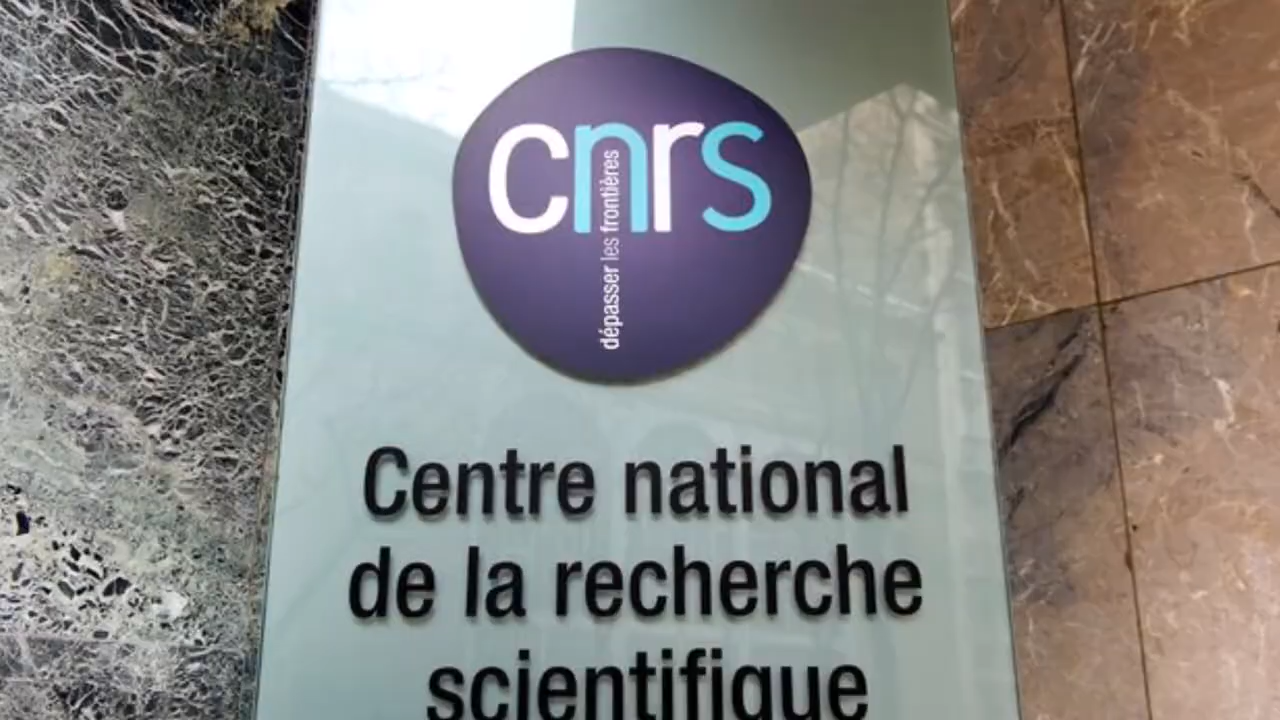 cnrs
dépasser les frontières
Centre national
de la recherche
scientifique